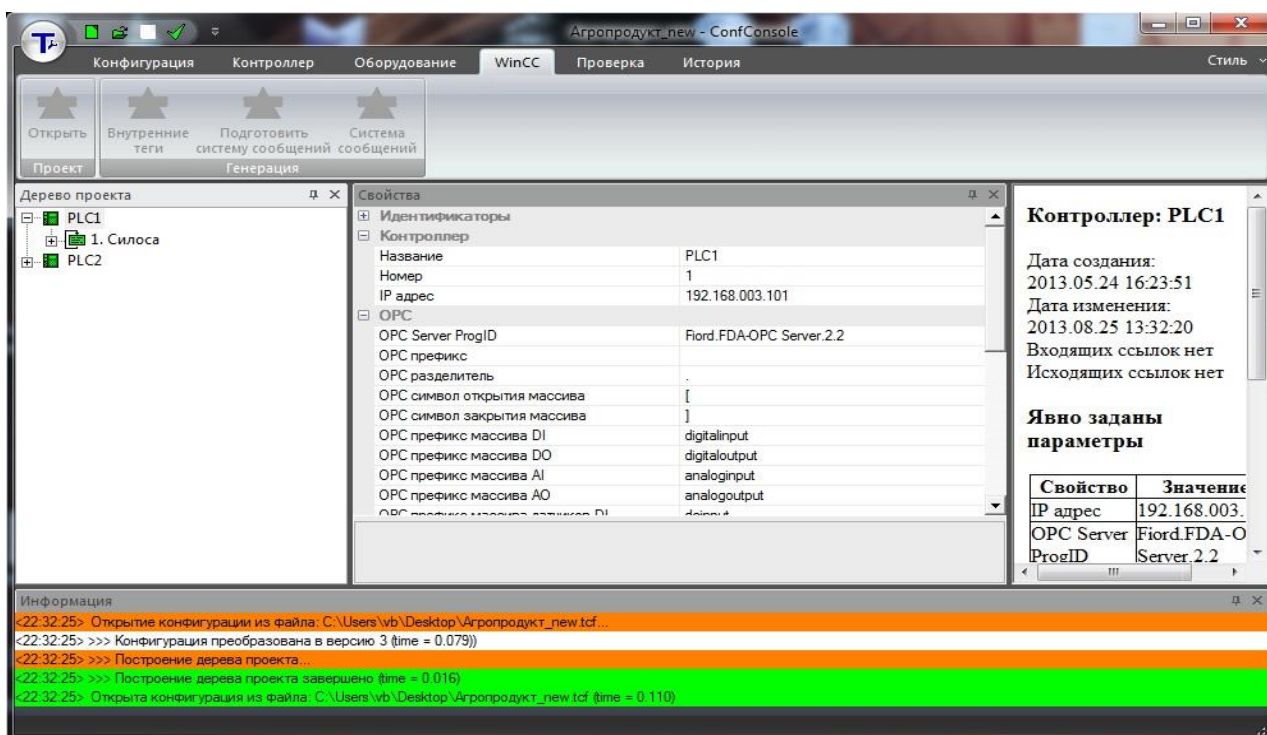 Агропродукт_new - ConfConsole
Конфигурация Контроллер Оборудование WinCC Проверка История Стиль
Открыть
Проект
Внутренние теги
Подготовить систему сообщений
Система сообщений
Генерация
Дерево проекта
PLC1
1. Силоса
PLC2
Свойства
Идентификаторы
Контроллер
Название PLC1
Номер 1
IP адрес 192.168.003.101
OPC
OPC Server ProgID Fiord.FDA-OPC Server.2.2
OPC префикс
OPC разделитель .
OPC символ открытия массива [
OPC символ закрытия массива ]
OPC префикс массива DI digitalinput
OPC префикс массива DO digitaloutput
OPC префикс массива AI analoginput
OPC префикс массива AO analogoutput
Контроллер: PLC1
Дата создания:
2013.05.24 16:23:51
Дата изменения:
2013.08.25 13:32:20
Входящих ссылок нет
Исходящих ссылок нет
Явно заданы
параметры
Свойство Значение
IP адрес 192.168.003.
OPC Server Fiord.FDA-O
ProgID Server.2.2
Информация
<22:32:25> Открытие конфигурации из файла: C:\Users\vb\Desktop\Агропродукт_new.tcf...
<22:32:25> >>> Конфигурация преобразована в версию 3 (time = 0.079))
<22:32:25> >>> Построение дерева проекта...
<22:32:25> >>> Построение дерева проекта завершено (time = 0.016)
<22:32:25> Открыта конфигурация из файла: C:\Users\vb\Desktop\Агропродукт_new.tcf (time = 0.110)